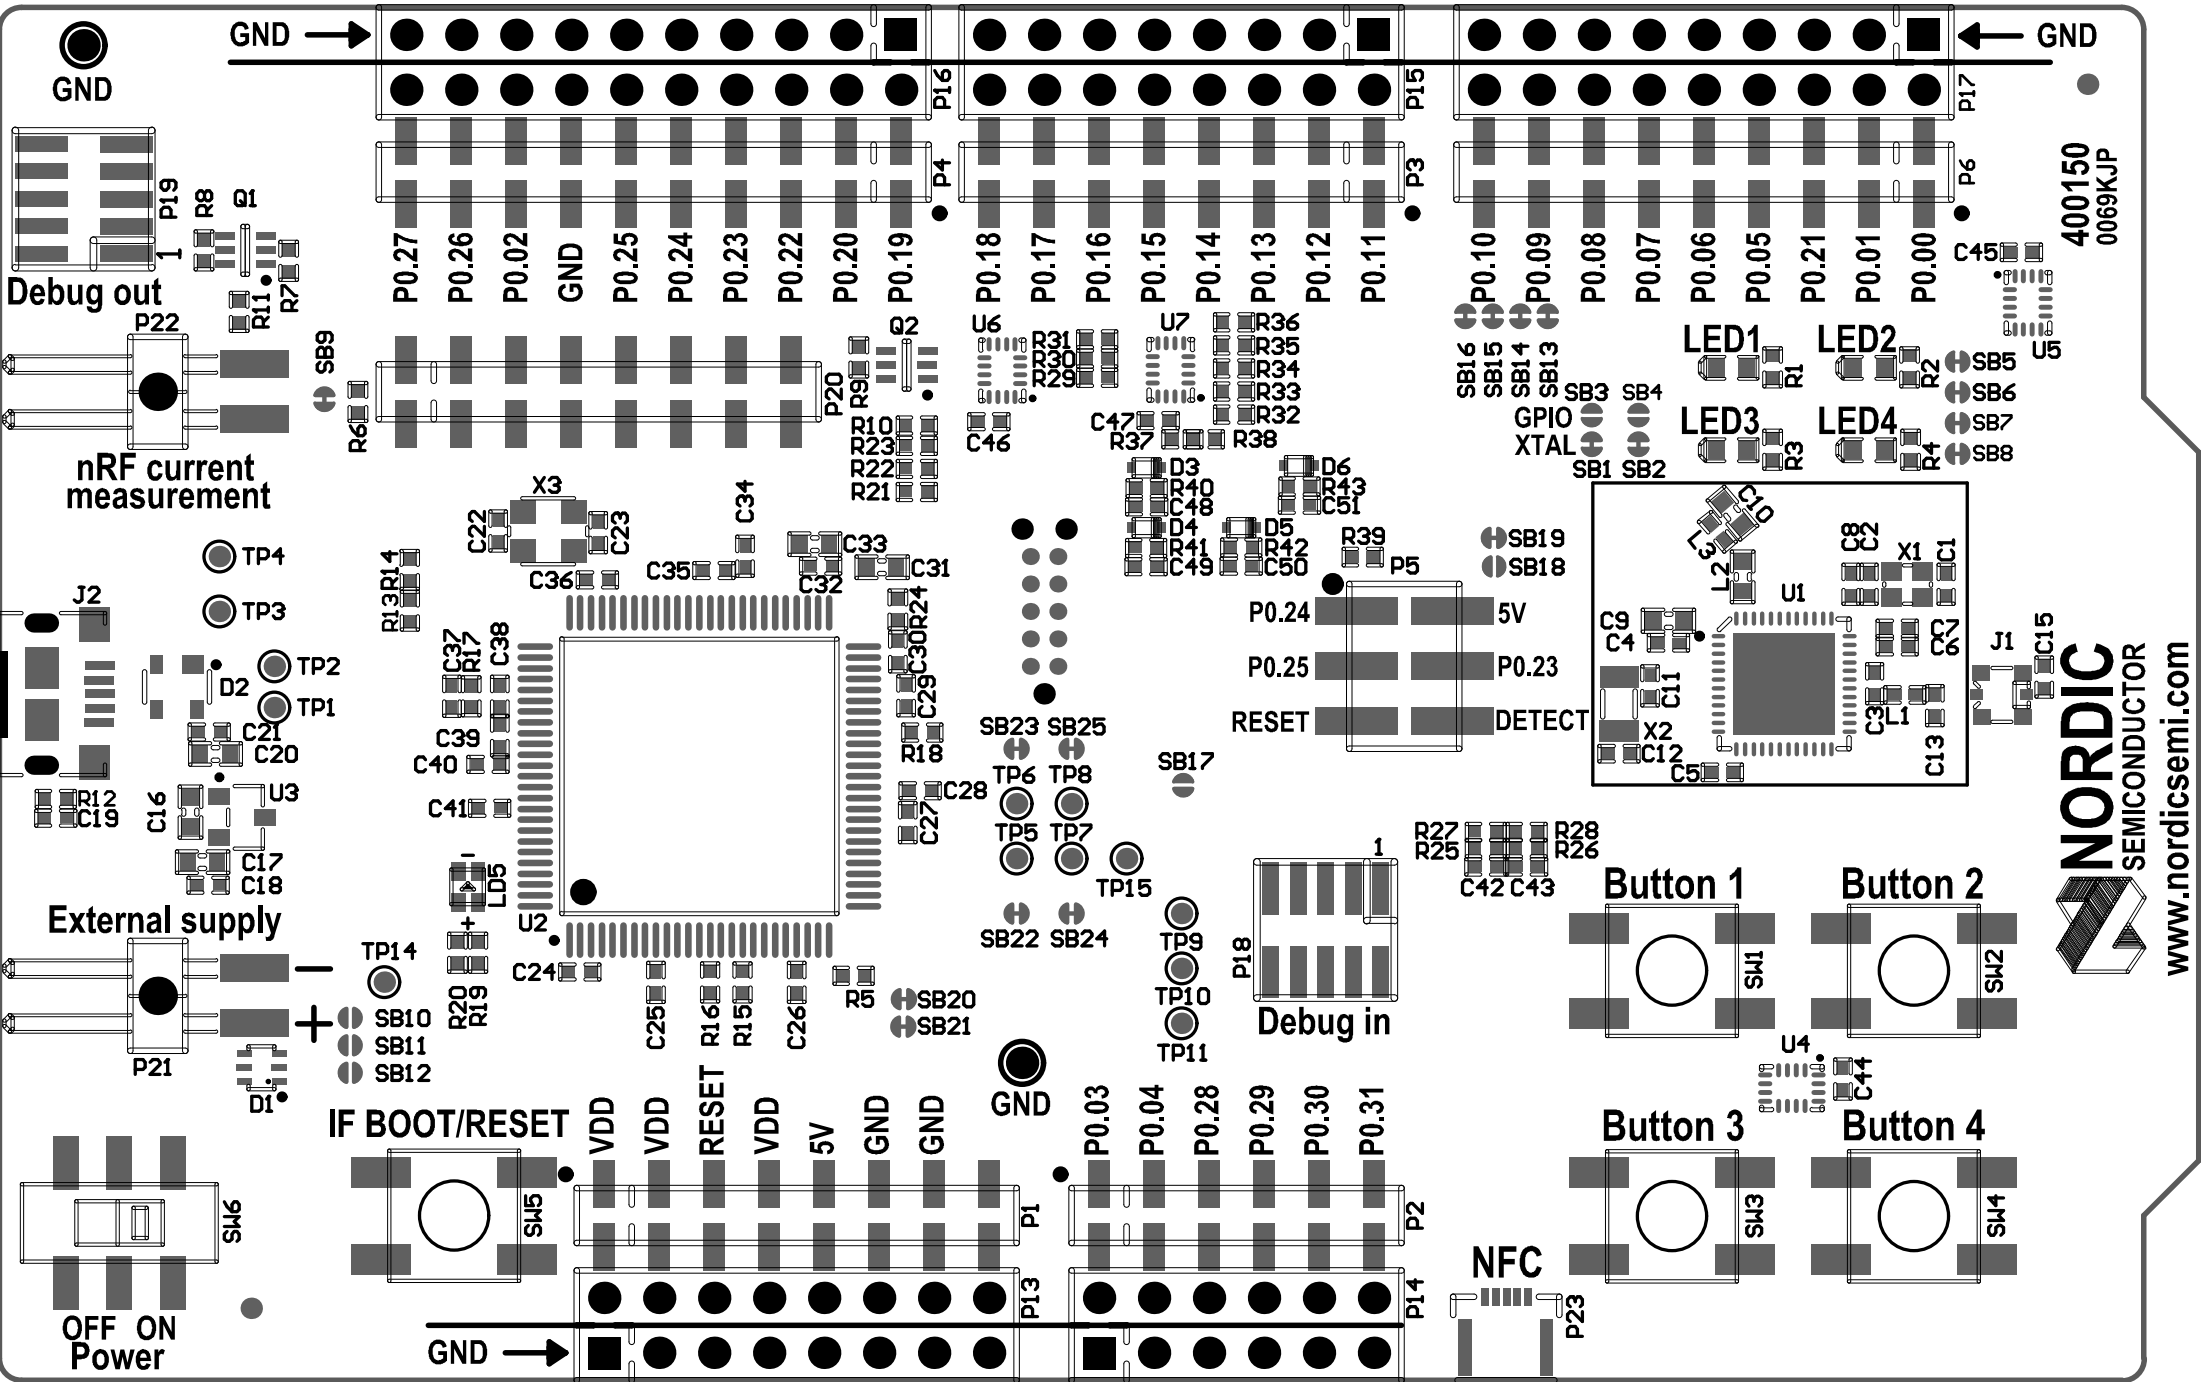 GND
GND
GND
GND
P16
P15
P17
P4
P3
P6
400150
0069KJP
P19
1
Debug out
R8
Q1
R11
R7
P0.27
P0.26
P0.02
GND
P0.25
P0.24
P0.23
P0.22
P0.20
P0.19
P0.18
P0.17
P0.16
P0.15
P0.14
P0.13
P0.12
P0.11
P0.10
P0.09
P0.08
P0.07
P0.06
P0.05
P0.21
P0.01
P0.00
C45
U5
P22
SB9
R6
nRF current
measurement
P20
R9
Q2
R10
R23
R22
R21
U6
R31
R30
R29
C46
U7
C47
R37
R38
R36
R35
R34
R33
R32
SB16
SB15
SB14
SB13
SB3
SB4
GPIO
XTAL
SB1
SB2
LED1
R1
LED2
R2
LED3
R3
LED4
R4
SB5
SB6
SB7
SB8
D3
R40
C48
D4
R41
C49
D6
R43
C51
D5
R42
C50
R39
P5
SB19
SB18
P0.24
5V
P0.25
P0.23
RESET
DETECT
TP4
TP3
TP2
TP1
J2
D2
C21
C20
R12
C19
C16
U3
C17
C18
R14
R13
X3
C22
C23
C36
C35
C34
C33
C32
C31
R24
C30
C29
R18
C28
C27
C37
R17
C38
C39
C40
C41
LD5
-
+
U2
R20
R19
C24
C25
R16
R15
C26
R5
SB20
SB21
SB23
SB25
TP6
TP8
TP5
TP7
TP15
SB22
SB24
SB17
TP9
TP10
TP11
P18
1
Debug in
R27
R25
R28
R26
C42
C43
C10
L3
L2
C8
C2
X1
C1
U1
C9
C4
C7
C6
C11
X2
C12
C5
C3
L1
C13
J1
C15
NORDIC
SEMICONDUCTOR
www.nordicsemi.com
External supply
−
+
P21
TP14
SB10
SB11
SB12
D1
IF BOOT/RESET
SW5
SW6
OFF ON
Power
VDD
VDD
RESET
VDD
5V
GND
GND
P1
P13
GND
GND
P0.03
P0.04
P0.28
P0.29
P0.30
P0.31
P2
P14
NFC
P23
Button 1
SW1
Button 2
SW2
U4
C44
Button 3
SW3
Button 4
SW4